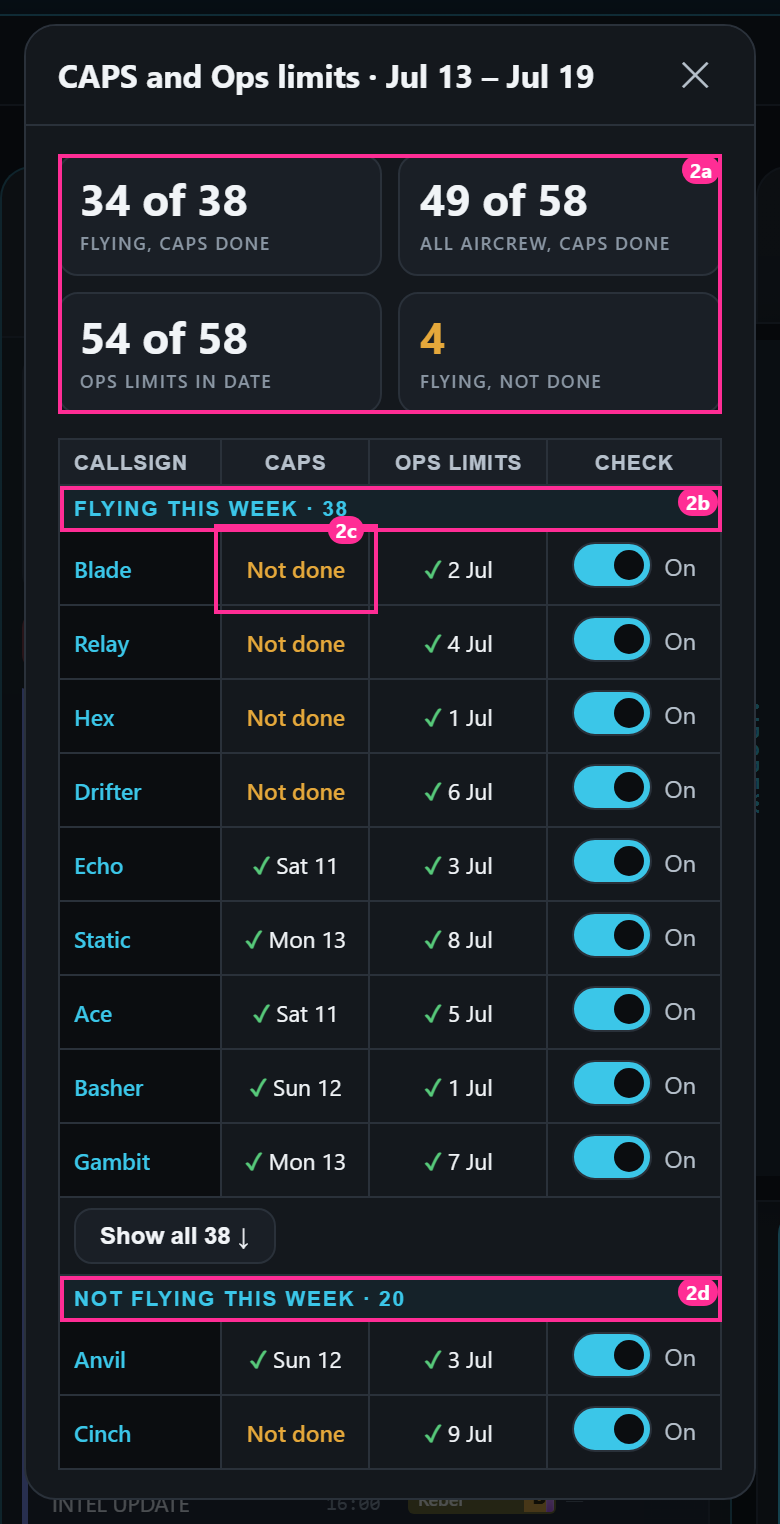 CAPS and Ops limits · Jul 13 – Jul 19
2a
34 of 38
FLYING, CAPS DONE
49 of 58
ALL AIRCREW, CAPS DONE
54 of 58
OPS LIMITS IN DATE
4
FLYING, NOT DONE
CALLSIGN CAPS OPS LIMITS CHECK
FLYING THIS WEEK · 38 2b
2c
Blade Not done ✓ 2 Jul On
Relay Not done ✓ 4 Jul On
Hex Not done ✓ 1 Jul On
Drifter Not done ✓ 6 Jul On
Echo ✓ Sat 11 ✓ 3 Jul On
Static ✓ Mon 13 ✓ 8 Jul On
Ace ✓ Sat 11 ✓ 5 Jul On
Basher ✓ Sun 12 ✓ 1 Jul On
Gambit ✓ Mon 13 ✓ 7 Jul On
Show all 38 ↓
NOT FLYING THIS WEEK · 20 2d
Anvil ✓ Sun 12 ✓ 3 Jul On
Cinch Not done ✓ 9 Jul On
INTEL UPDATE 16:00 Rebel